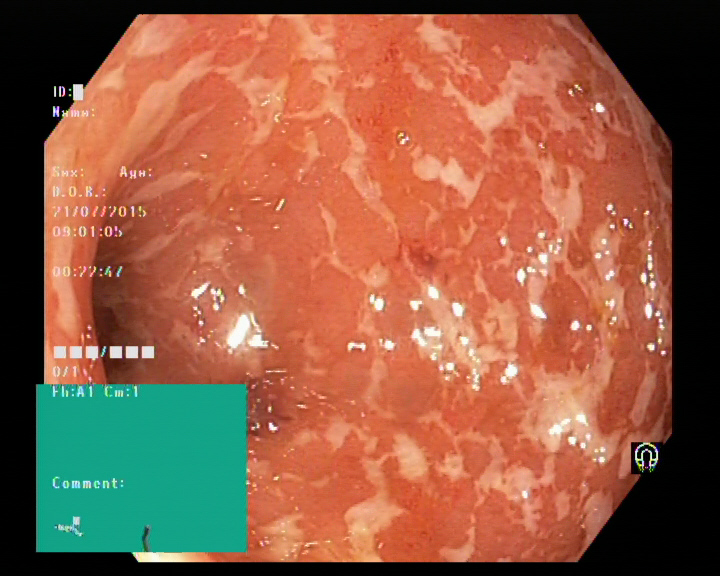 ID:
Name:
Sex: Age:
D.O.B.:
21/07/2015
09:01:05
00:22:47
/
0/1
Eh:A1 Cm:1
Comment: